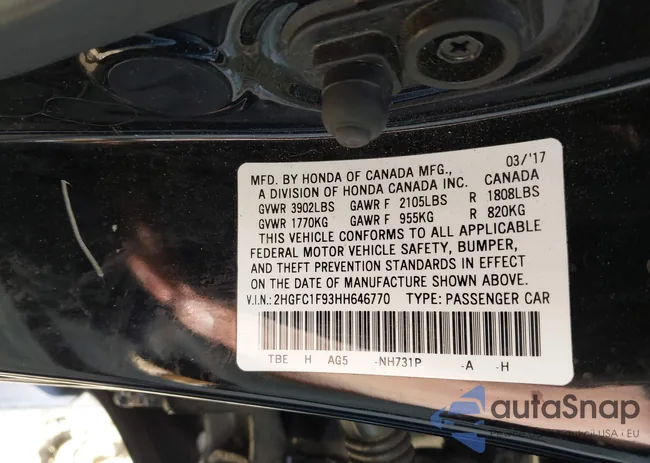 MFD. BY HONDA OF CANADA MFG., 03/'17
A DIVISION OF HONDA CANADA INC. CANADA
GVWR 3902LBS GAWR F 2105LBS R 1808LBS
GVWR 1770KG GAWR F 955KG R 820KG
THIS VEHICLE CONFORMS TO ALL APPLICABLE
FEDERAL MOTOR VEHICLE SAFETY, BUMPER,
AND THEFT PREVENTION STANDARDS IN EFFECT
ON THE DATE OF MANUFACTURE SHOWN ABOVE.
V.I.N.: 2HGFC1F93HH646770 TYPE: PASSENGER CAR
TBE H AG5 -NH731P -A -H
autoSnap
USA • EU